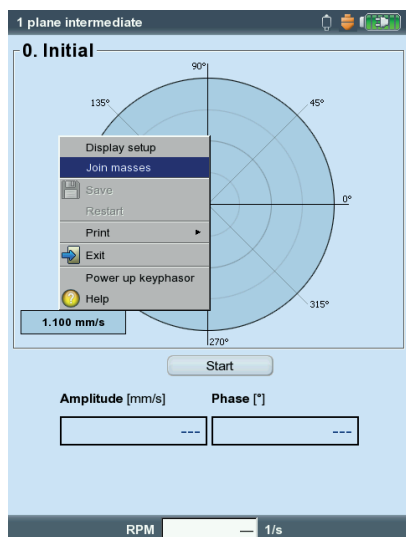 1 plane intermediate
0. Initial
90°
135°
45°
Display setup
Join masses
Save
Restart
0°
Print
Exit
Power up keyphasor
Help
315°
1.100 mm/s
270°
Start
Amplitude [mm/s]
Phase [°]
---
---
RPM
—
1/s